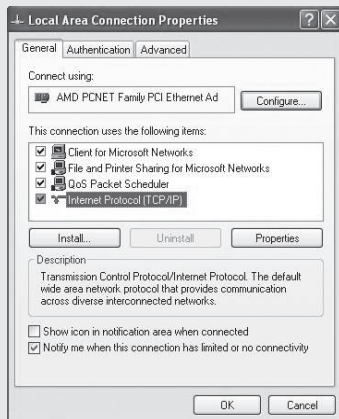 Local Area Connection Properties
General Authentication Advanced
Connect using:
AMD PCNET Family PCI Ethernet Ad Configure...
This connection uses the following items:
Client for Microsoft Networks
File and Printer Sharing for Microsoft Networks
QoS Packet Scheduler
Internet Protocol (TCP/IP)
Install... Uninstall Properties
Description
Transmission Control Protocol/Internet Protocol. The default
wide area network protocol that provides communication
across diverse interconnected networks.
Show icon in notification area when connected
Notify me when this connection has limited or no connectivity
OK Cancel